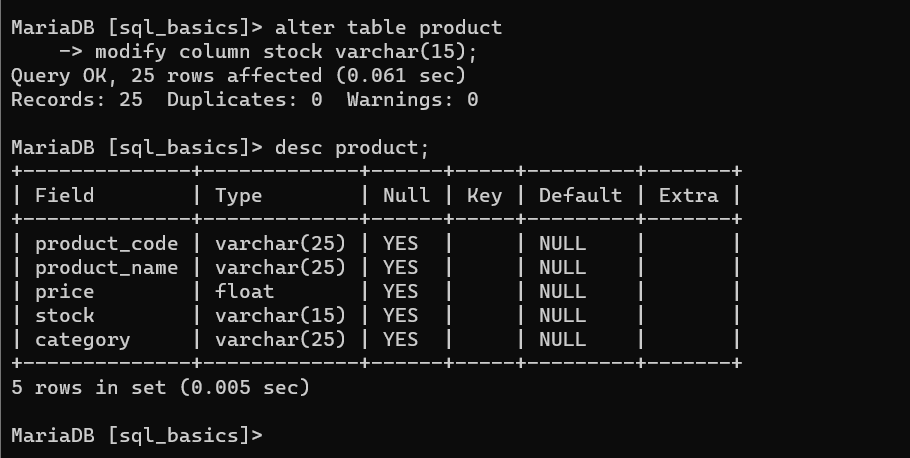 MariaDB [sql_basics]> alter table product
    -> modify column stock varchar(15);
Query OK, 25 rows affected (0.061 sec)
Records: 25  Duplicates: 0  Warnings: 0

MariaDB [sql_basics]> desc product;
+--------------+-------------+------+-----+---------+-------+
| Field        | Type        | Null | Key | Default | Extra |
+--------------+-------------+------+-----+---------+-------+
| product_code | varchar(25) | YES  |     | NULL    |       |
| product_name | varchar(25) | YES  |     | NULL    |       |
| price        | float       | YES  |     | NULL    |       |
| stock        | varchar(15) | YES  |     | NULL    |       |
| category     | varchar(25) | YES  |     | NULL    |       |
+--------------+-------------+------+-----+---------+-------+
5 rows in set (0.005 sec)

MariaDB [sql_basics]>